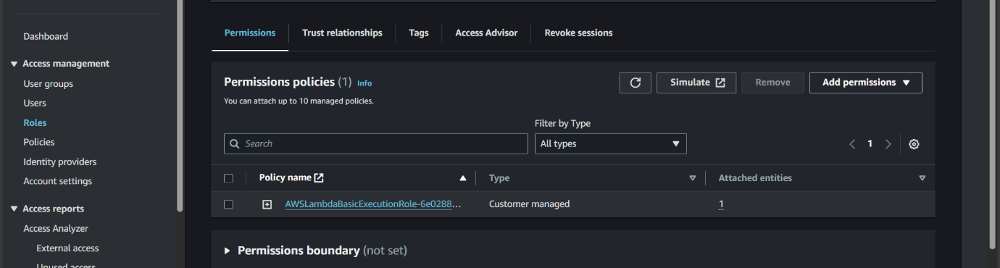 Dashboard
Access management
User groups
Users
Roles
Policies
Identity providers
Account settings
Access reports
Access Analyzer
External access
Unused access
Permissions
Trust relationships
Tags
Access Advisor
Revoke sessions
Permissions policies (1) Info
You can attach up to 10 managed policies.
Simulate
Remove
Add permissions
Filter by Type
Search
All types
1
Policy name
Type
Attached entities
AWSLambdaBasicExecutionRole-6e0288...
Customer managed
1
Permissions boundary (not set)